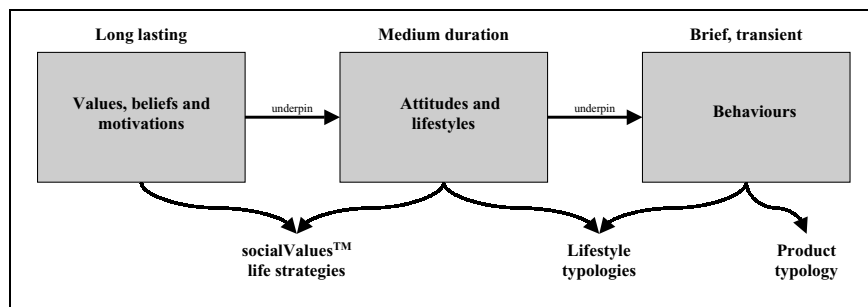 Long lasting
Medium duration
Brief, transient
Values, beliefs and
motivations
underpin
Attitudes and
lifestyles
underpin
Behaviours
socialValues™
life strategies
Lifestyle
typologies
Product
typology